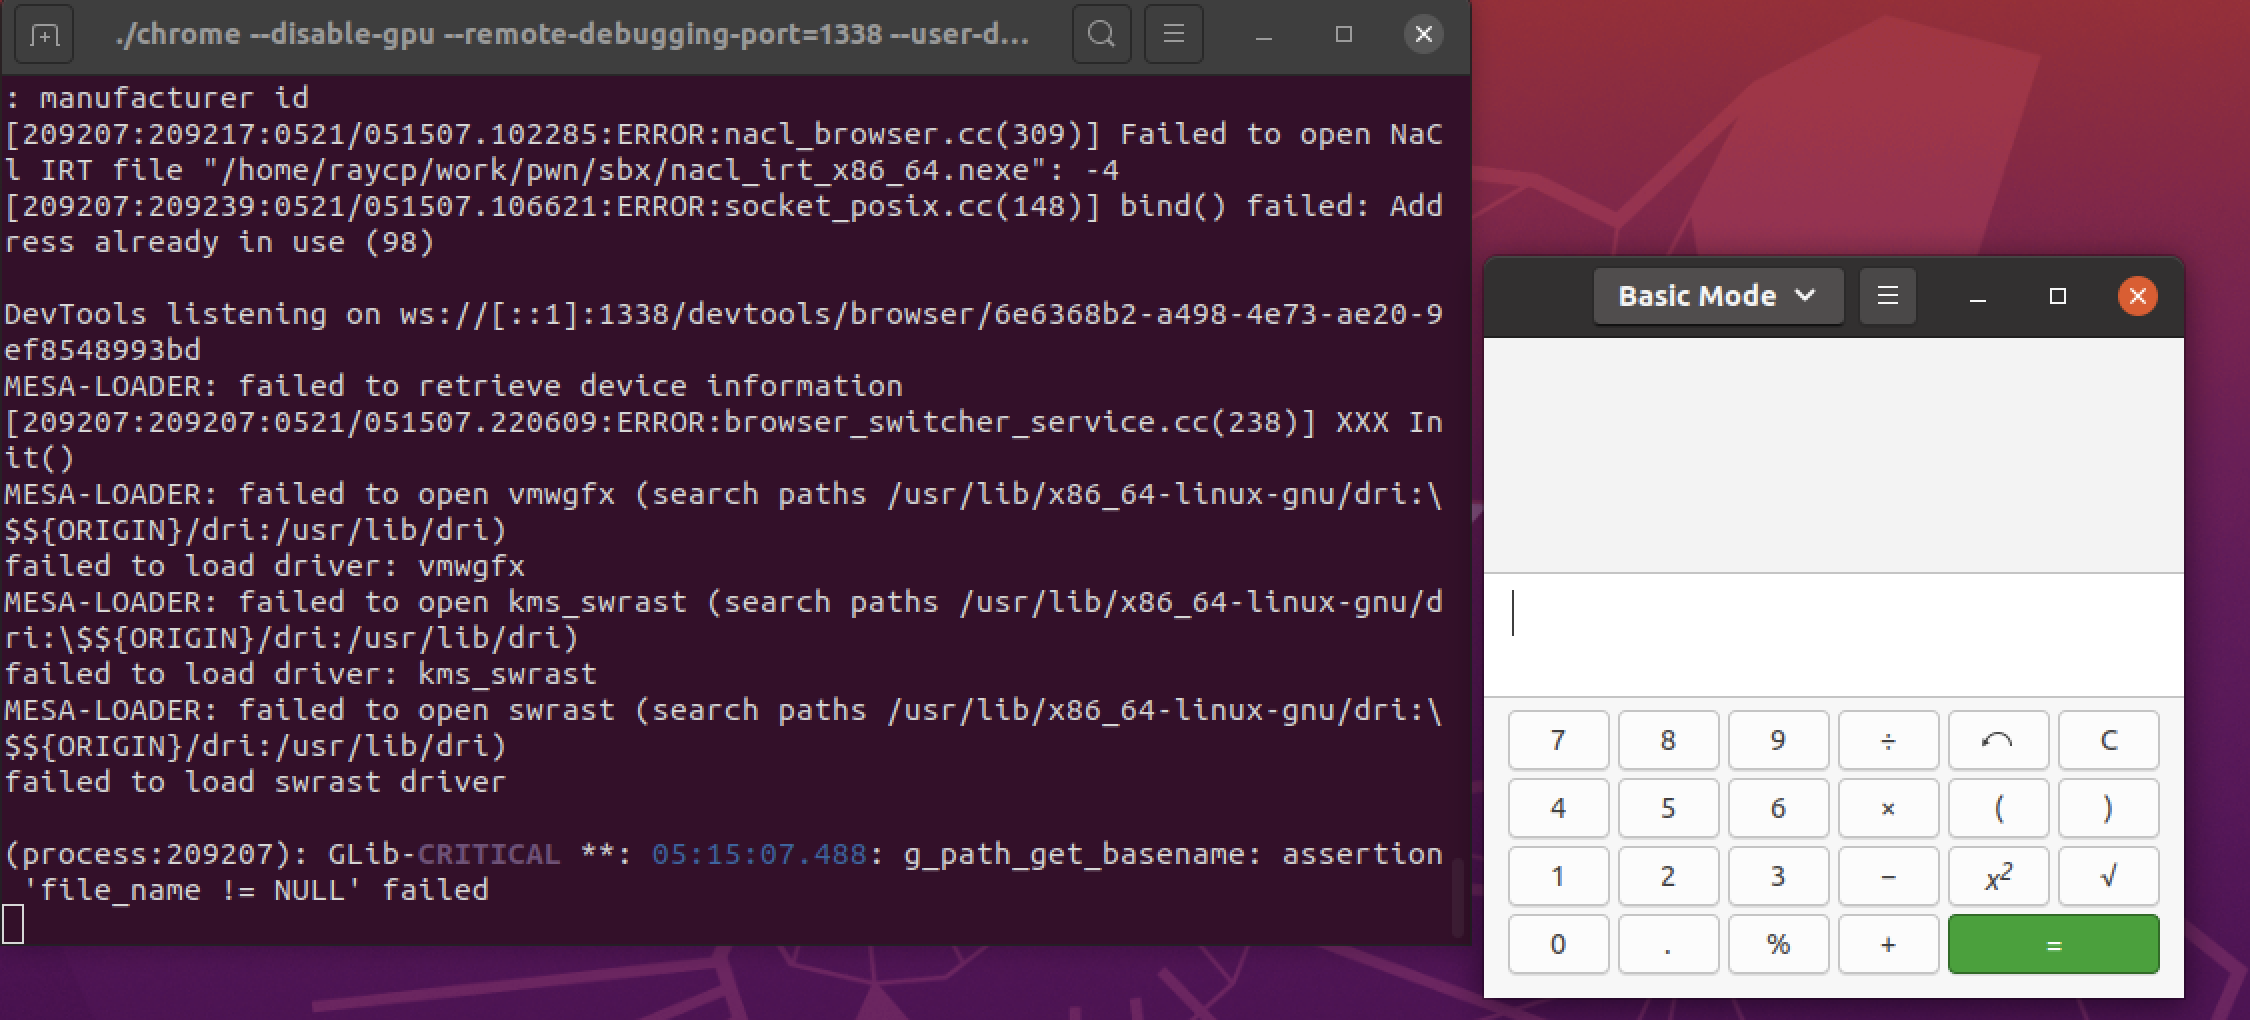 ./chrome --disable-gpu --remote-debugging-port=1338 --user-d...
: manufacturer id
[209207:209217:0521/051507.102285:ERROR:nacl_browser.cc(309)] Failed to open NaC
l IRT file "/home/raycp/work/pwn/sbx/nacl_irt_x86_64.nexe": -4
[209207:209239:0521/051507.106621:ERROR:socket_posix.cc(148)] bind() failed: Add
ress already in use (98)
DevTools listening on ws://[::1]:1338/devtools/browser/6e6368b2-a498-4e73-ae20-9
ef8548993bd
MESA-LOADER: failed to retrieve device information
[209207:209207:0521/051507.220609:ERROR:browser_switcher_service.cc(238)] XXX In
it()
MESA-LOADER: failed to open vmwgfx (search paths /usr/lib/x86_64-linux-gnu/dri:\
$${ORIGIN}/dri:/usr/lib/dri)
failed to load driver: vmwgfx
MESA-LOADER: failed to open kms_swrast (search paths /usr/lib/x86_64-linux-gnu/d
ri:\$${ORIGIN}/dri:/usr/lib/dri)
failed to load driver: kms_swrast
MESA-LOADER: failed to open swrast (search paths /usr/lib/x86_64-linux-gnu/dri:\
$${ORIGIN}/dri:/usr/lib/dri)
failed to load swrast driver
(process:209207): GLib-CRITICAL **: 05:15:07.488: g_path_get_basename: assertion
 'file_name != NULL' failed
Basic Mode
7 8 9 ÷ C
4 5 6 × ( )
1 2 3 − x² √
0 . % + =